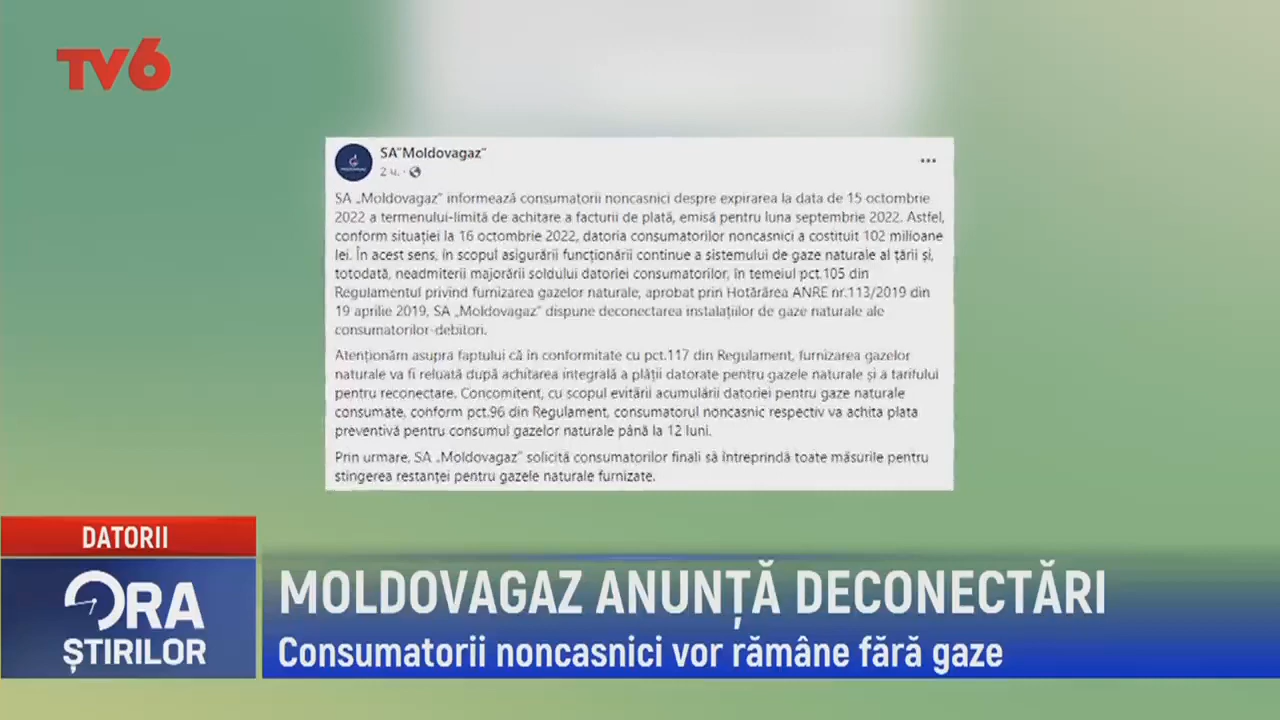 TV6
SA"Moldovagaz"
2 ч. ·
SA „Moldovagaz" informează consumatorii noncasnici despre expirarea la data de 15 octombrie
2022 a termenului-limită de achitare a facturii de plată, emisă pentru luna septembrie 2022. Astfel,
conform situației la 16 octombrie 2022, datoria consumatorilor noncasnici a costituit 102 milioane
lei. În acest sens, în scopul asigurării funcționării continue a sistemului de gaze naturale al țării și,
totodată, neadmiterii majorării soldului datoriei consumatorilor, în temeiul pct.105 din
Regulamentul privind furnizarea gazelor naturale, aprobat prin Hotărârea ANRE nr.113/2019 din
19 aprilie 2019, SA „Moldovagaz" dispune deconectarea instalațiilor de gaze naturale ale
consumatorilor-debitori.
Atenționăm asupra faptului că în conformitate cu pct.117 din Regulament, furnizarea gazelor
naturale va fi reluată după achitarea integrală a plății datorate pentru gazele naturale și a tarifului
pentru reconectare. Concomitent, cu scopul evitării acumulării datoriei pentru gaze naturale
consumate, conform pct.96 din Regulament, consumatorul noncasnic respectiv va achita plata
preventivă pentru consumul gazelor naturale până la 12 luni.
Prin urmare, SA „Moldovagaz" solicită consumatorilor finali să întreprindă toate măsurile pentru
stingerea restanței pentru gazele naturale furnizate.
DATORII
ORA
ȘTIRILOR
MOLDOVAGAZ ANUNȚĂ DECONECTĂRI
Consumatorii noncasnici vor rămâne fără gaze